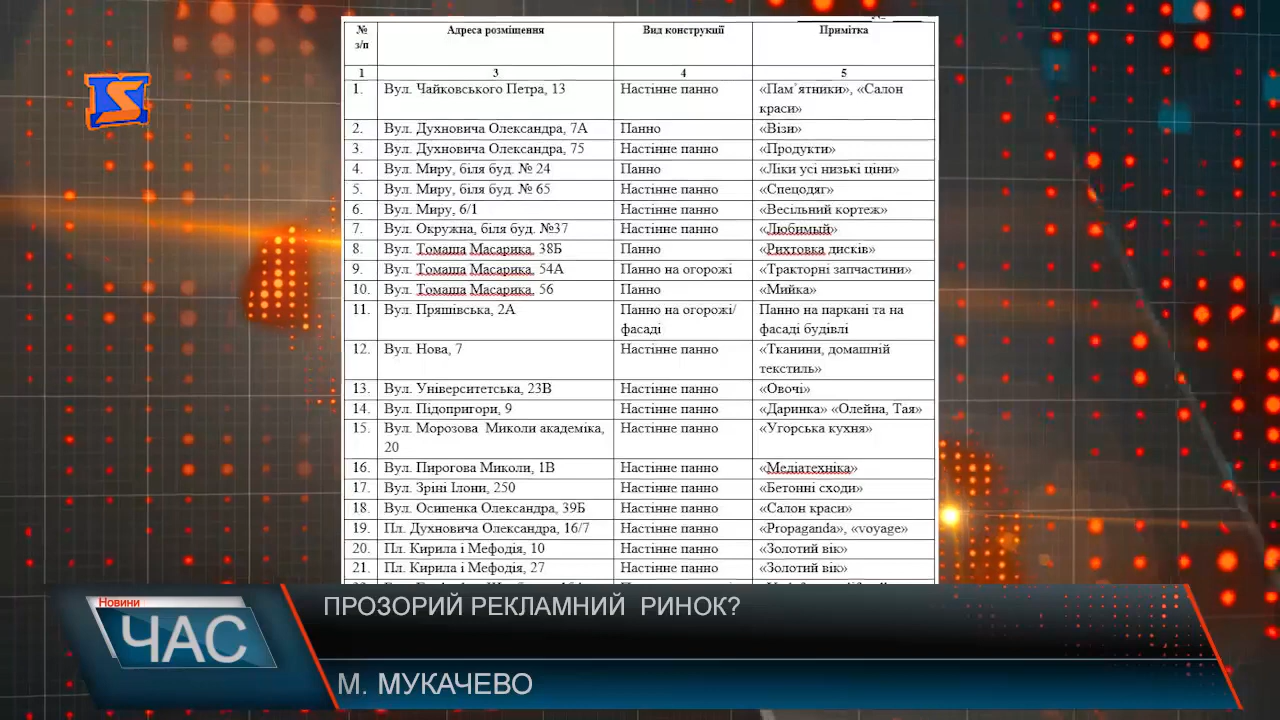 № з/п Адреса розміщення Вид конструкції Примітка
1 3 4 5
1. Вул. Чайковського Петра, 13 Настінне панно «Пам'ятники», «Салон
краси»
2. Вул. Духновича Олександра, 7А Панно «Візи»
3. Вул. Духновича Олександра, 75 Настінне панно «Продукти»
4. Вул. Миру, біля буд. № 24 Панно «Ліки усі низькі ціни»
5. Вул. Миру, біля буд. № 65 Настінне панно «Спецодяг»
6. Вул. Миру, 6/1 Настінне панно «Весільний кортеж»
7. Вул. Окружна, біля буд. №37 Настінне панно «Любимый»
8. Вул. Томаша Масарика, 38Б Панно «Рихтовка дисків»
9. Вул. Томаша Масарика, 54А Панно на огорожі «Тракторні запчастини»
10. Вул. Томаша Масарика, 56 Панно «Мийка»
11. Вул. Пряшівська, 2А Панно на огорожі/ Панно на паркані та на
фасаді фасаді будівлі
12. Вул. Нова, 7 Настінне панно «Тканини, домашній
текстиль»
13. Вул. Університетська, 23В Настінне панно «Овочі»
14. Вул. Підопригори, 9 Настінне панно «Даринка» «Олейна, Тая»
15. Вул. Морозова Миколи академіка, Настінне панно «Угорська кухня»
20
16. Вул. Пирогова Миколи, 1В Настінне панно «Медіатехніка»
17. Вул. Зріні Ілони, 250 Настінне панно «Бетонні сходи»
18. Вул. Осипенка Олександра, 39Б Настінне панно «Салон краси»
19. Пл. Духновича Олександра, 16/7 Настінне панно «Propaganda», «voyage»
20. Пл. Кирила і Мефодія, 10 Настінне панно «Золотий вік»
21. Пл. Кирила і Мефодія, 27 Настінне панно «Золотий вік»
Новини
ЧАС
ПРОЗОРИЙ РЕКЛАМНИЙ РИНОК?
М. МУКАЧЕВО